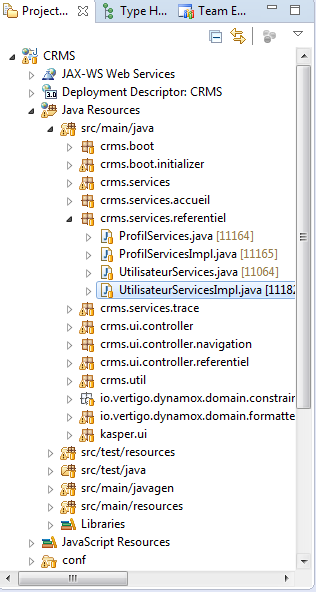 Project... Type H... Team E...
CRMS
JAX-WS Web Services
3.0 Deployment Descriptor: CRMS
Java Resources
src/main/java
crms.boot
crms.boot.initializer
crms.services
crms.services.accueil
crms.services.referentiel
ProfilServices.java [11164]
ProfilServicesImpl.java [11165]
UtilisateurServices.java [11064]
UtilisateurServicesImpl.java [11182
crms.services.trace
crms.ui.controller
crms.ui.controller.navigation
crms.ui.controller.referentiel
crms.util
io.vertigo.dynamox.domain.constrain
io.vertigo.dynamox.domain.formatte
kasper.ui
src/test/resources
src/test/java
src/main/javagen
src/main/resources
Libraries
JavaScript Resources
conf